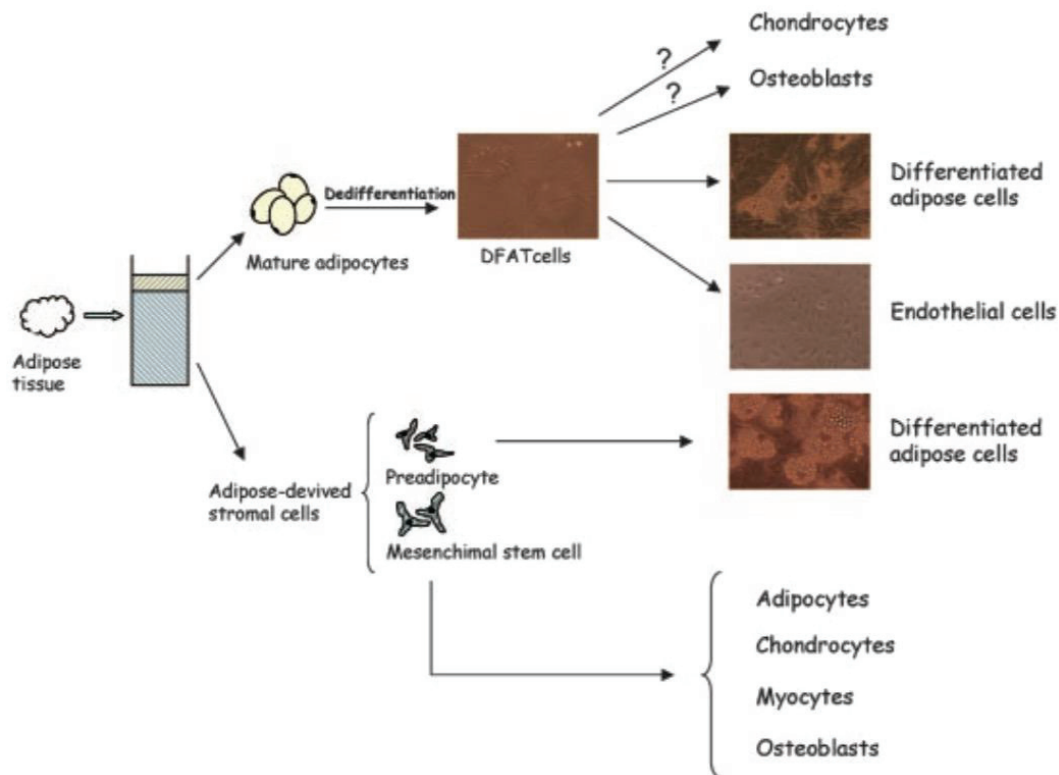 Chondrocytes
?
Osteoblasts
?
Differentiated
adipose cells
Dedifferentiation
Mature adipocytes
DFATcells
Endothelial cells
Adipose
tissue
Differentiated
adipose cells
Adipose-devived
stromal cells
Preadipocyte
Mesenchimal stem cell
Adipocytes
Chondrocytes
Myocytes
Osteoblasts